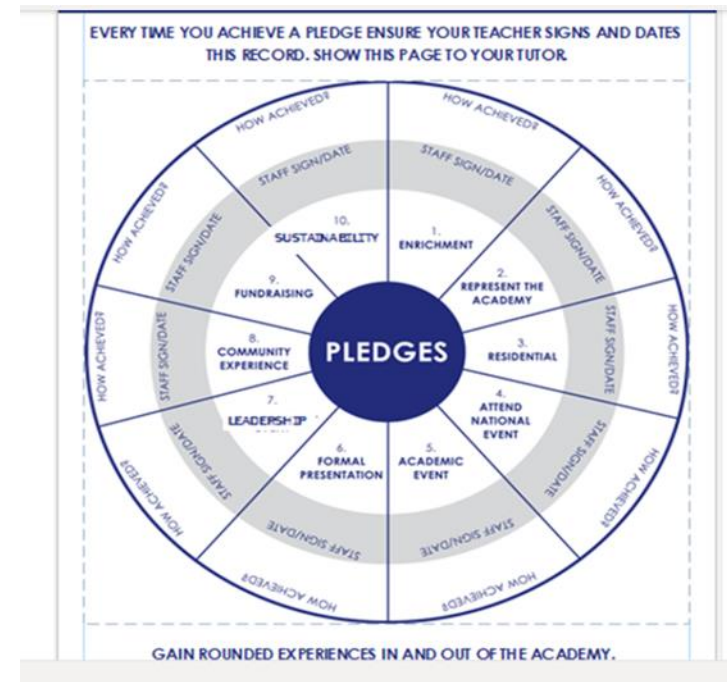 EVERY TIME YOU ACHIEVE A PLEDGE ENSURE YOUR TEACHER SIGNS AND DATES
THIS RECORD. SHOW THIS PAGE TO YOUR TUTOR.
PLEDGES
1.
ENRICHMENT
STAFF SIGN/DATE
HOW ACHIEVED?
2.
REPRESENT THE
ACADEMY
STAFF SIGN/DATE
HOW ACHIEVED?
3.
RESIDENTIAL
STAFF SIGN/DATE
HOW ACHIEVED?
4.
ATTEND
NATIONAL
EVENT
STAFF SIGN/DATE
HOW ACHIEVED?
5.
ACADEMIC
EVENT
STAFF SIGN/DATE
HOW ACHIEVED?
6.
FORMAL
PRESENTATION
STAFF SIGN/DATE
HOW ACHIEVED?
7.
LEADERSHIP
STAFF SIGN/DATE
HOW ACHIEVED?
8.
COMMUNITY
EXPERIENCE
STAFF SIGN/DATE
HOW ACHIEVED?
9.
FUNDRAISING
STAFF SIGN/DATE
HOW ACHIEVED?
10.
SUSTAINABILITY
STAFF SIGN/DATE
HOW ACHIEVED?
GAIN ROUNDED EXPERIENCES IN AND OUT OF THE ACADEMY.